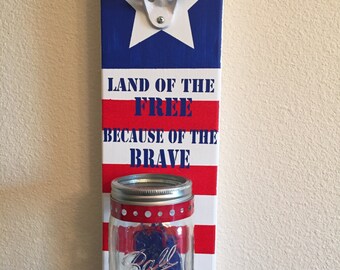 LAND OF THE
FREE
BECAUSE OF THE
BRAVE
Ball